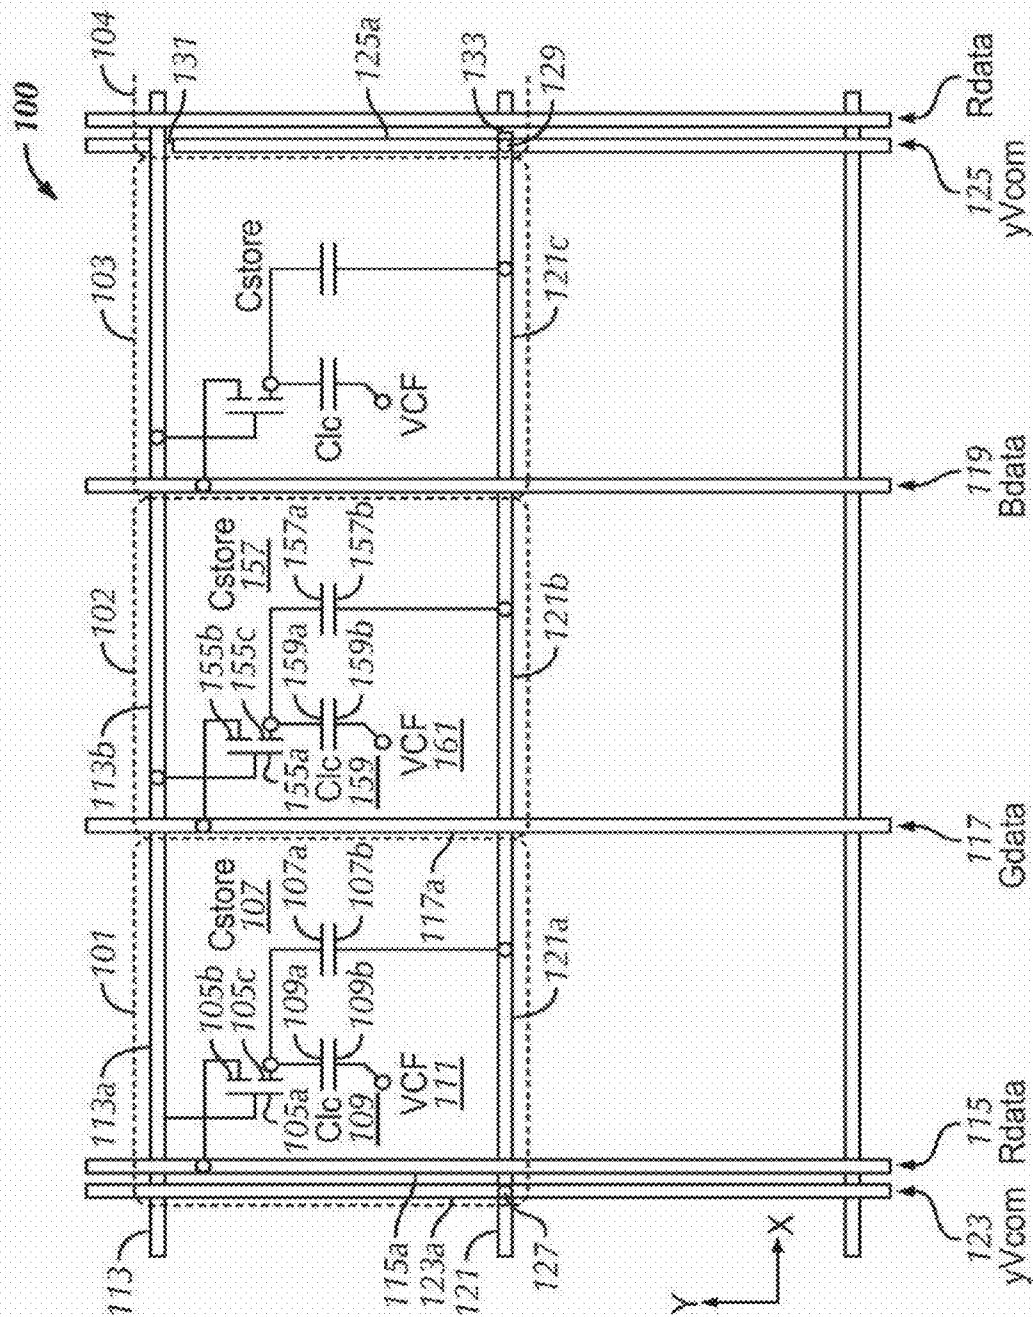 100
104
131
125a
133
129
Rdata
125
yVcom
103
Cstore
Clc
VCF
121c
119
Bdata
102
113b
155b
155c
155a
Cstore
157
157a
157b
159a
159b
Clc
159
VCF
161
121b
117
Gdata
117a
101
113a
105b
105c
105a
Cstore
107
107a
107b
109a
109b
Clc
109
VCF
111
121a
115
Rdata
123
yVcom
113
115a
123a
121
127
Y
X